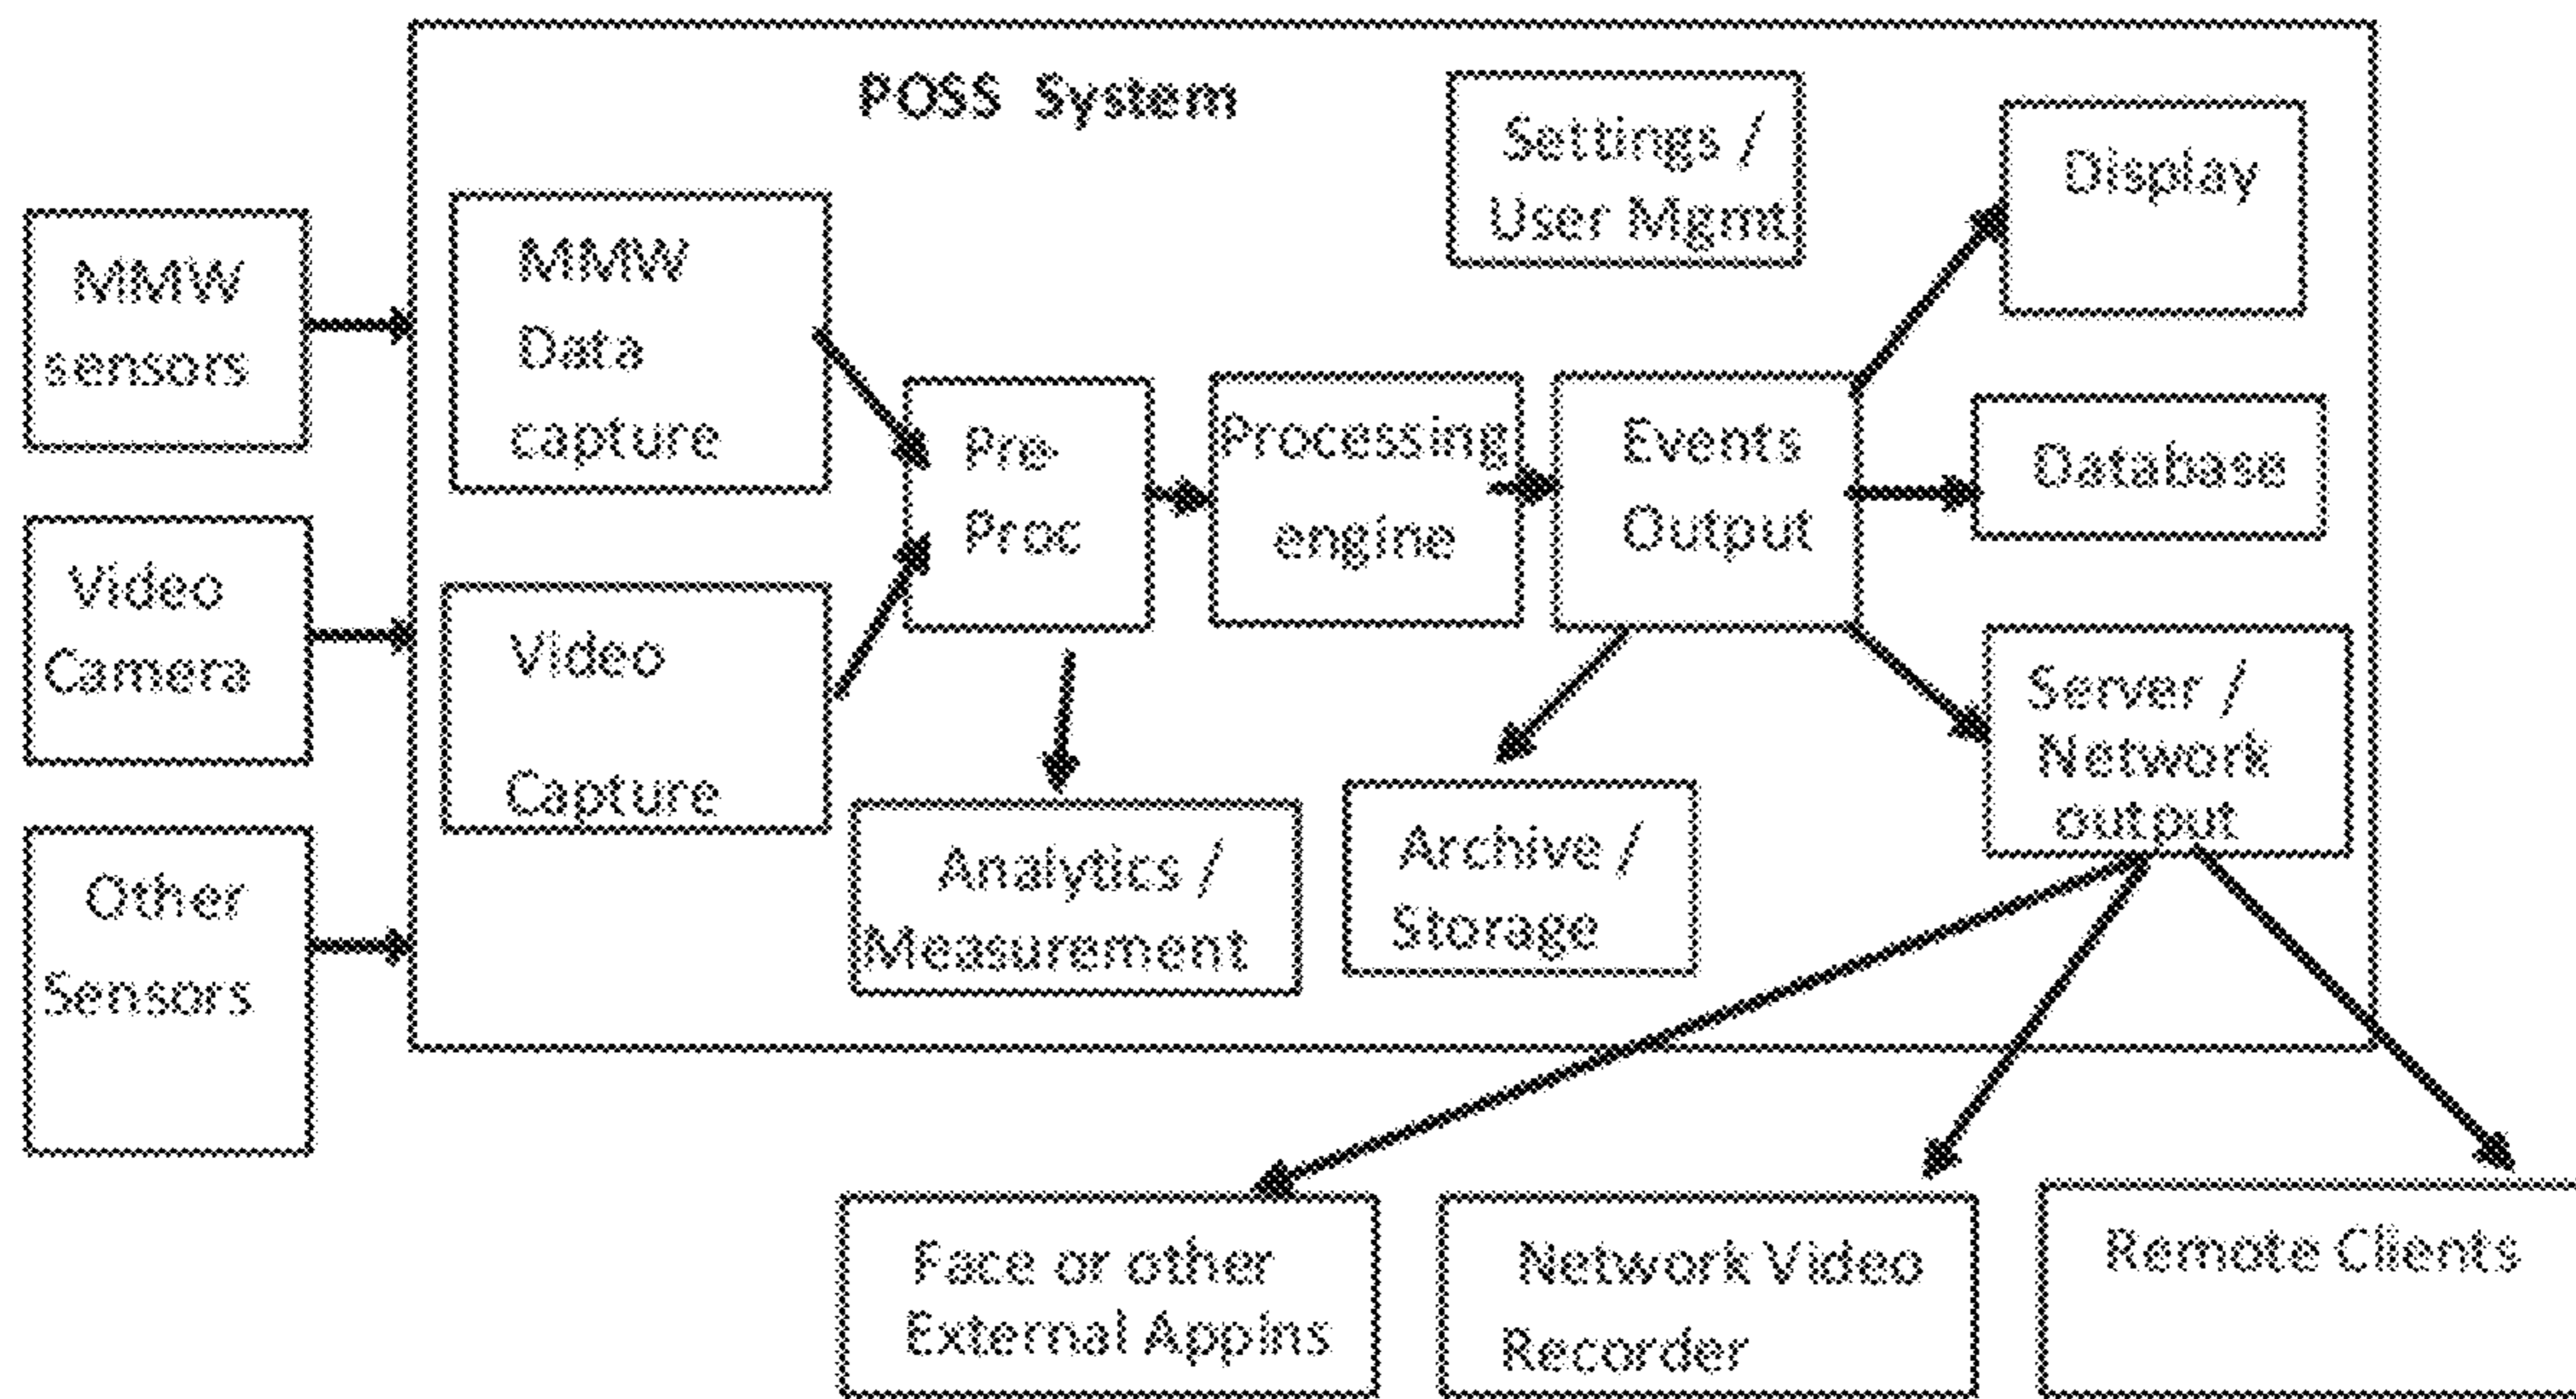 POSS System
Settings /
User Mgmt
Display
MMW
sensors
MMW
Data
capture
Pre-
Proc
Processing
engine
Events
Output
Database
Video
Camera
Video
Capture
Server /
Network
output
Analytics /
Measurement
Archive /
Storage
Other
Sensors
Face or other
External Applns
Network Video
Recorder
Remote Clients